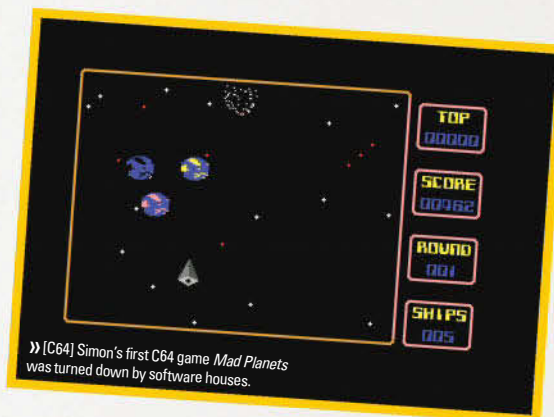 TOP
00000
SCORE
00962
ROUND
001
SHIPS
005
» [C64] Simon's first C64 game Mad Planets
was turned down by software houses.